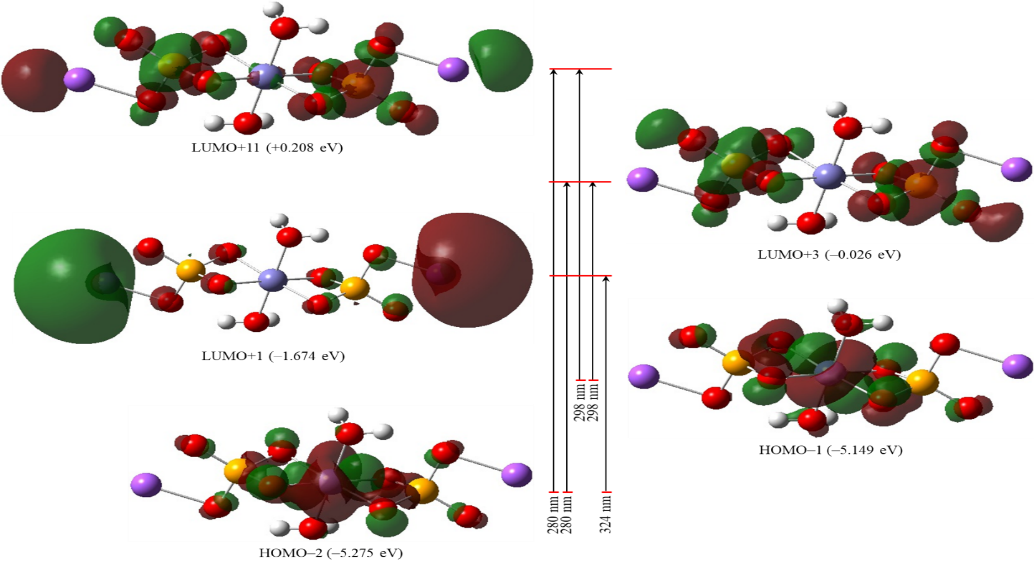 LUMO+11 (+0.208 eV)
LUMO+3 (−0.026 eV)
LUMO+1 (−1.674 eV)
298 nm
298 nm
HOMO−1 (−5.149 eV)
280 nm
280 nm
324 nm
HOMO−2 (−5.275 eV)